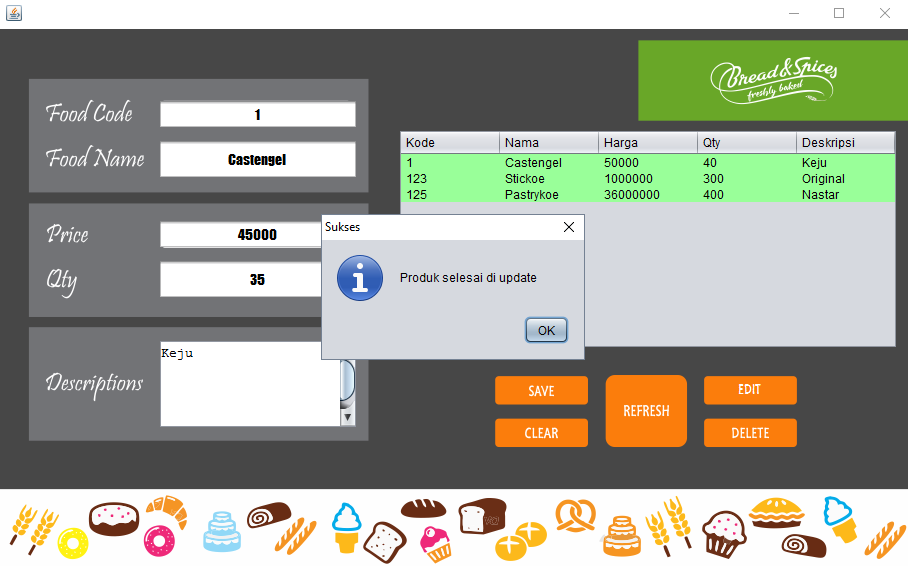 Bread&Spices
freshly baked
Food Code 1
Food Name Castengel
Price 45000
Qty 35
Descriptions Keju
Kode Nama Harga Qty Deskripsi
1 Castengel 50000 40 Keju
123 Stickoe 1000000 300 Original
125 Pastrykoe 36000000 400 Nastar
Sukses
Produk selesai di update
OK
SAVE
REFRESH
EDIT
CLEAR
DELETE